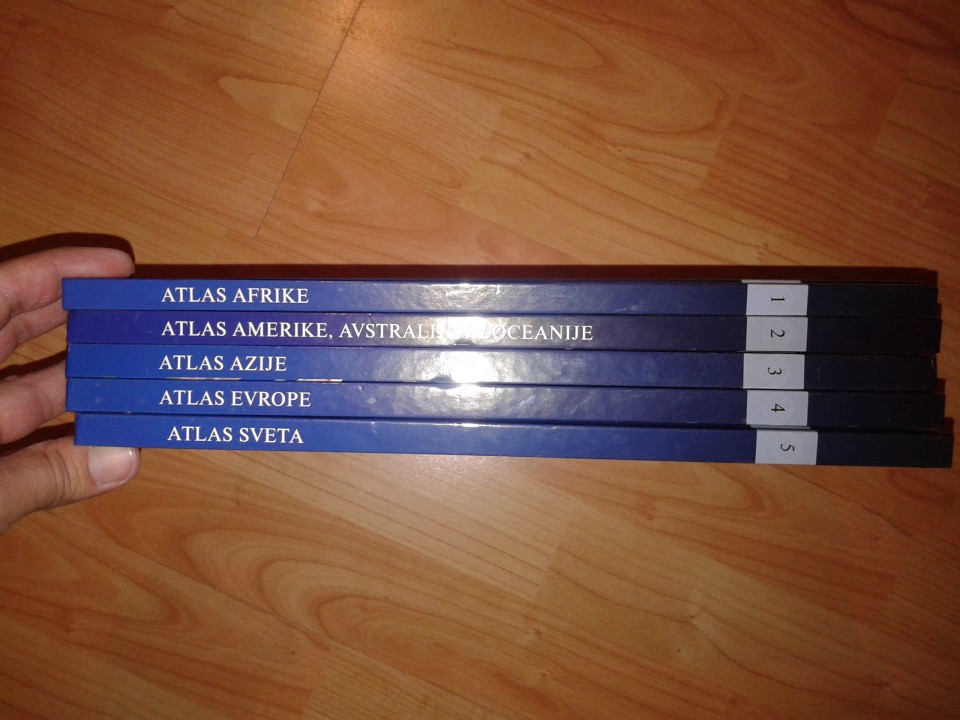 ATLAS AFRIKE 1
ATLAS AMERIKE, OCEANIJE 2
ATLAS AZIJE 3
ATLAS EVROPE 4
ATLAS SVETA 5